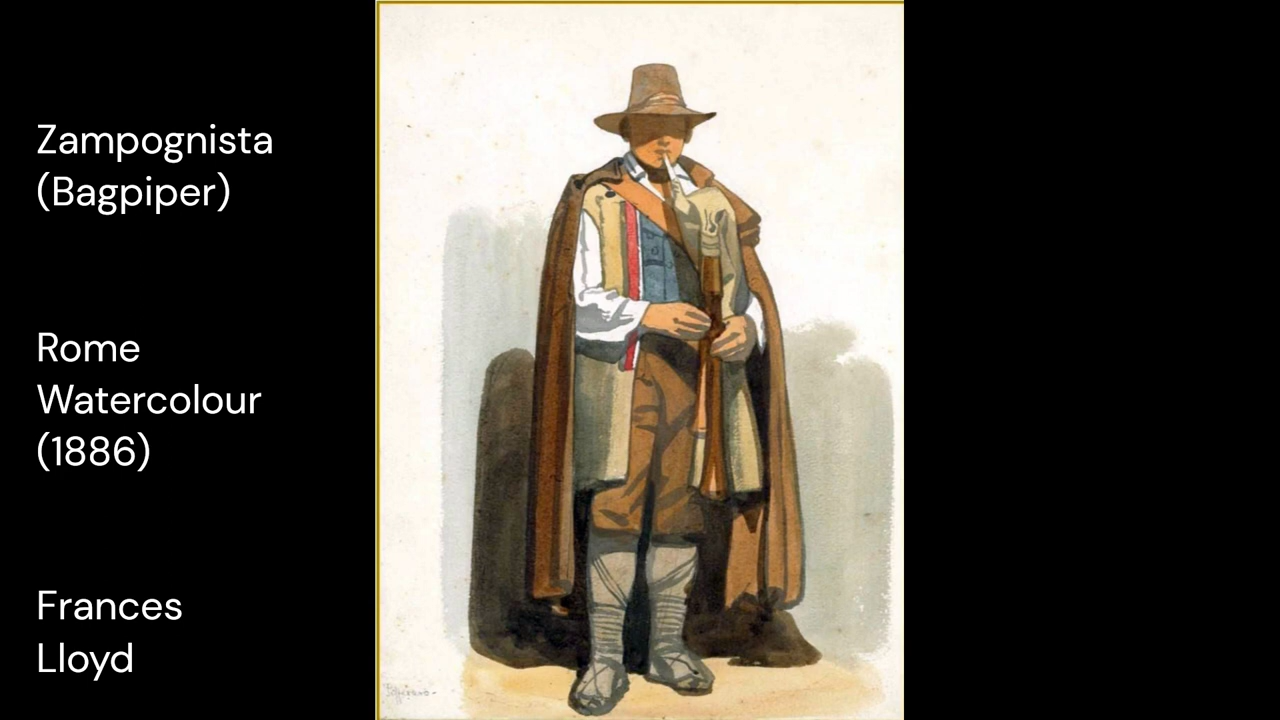 Zampognista
(Bagpiper)
Rome
Watercolour
(1886)
Frances
Lloyd